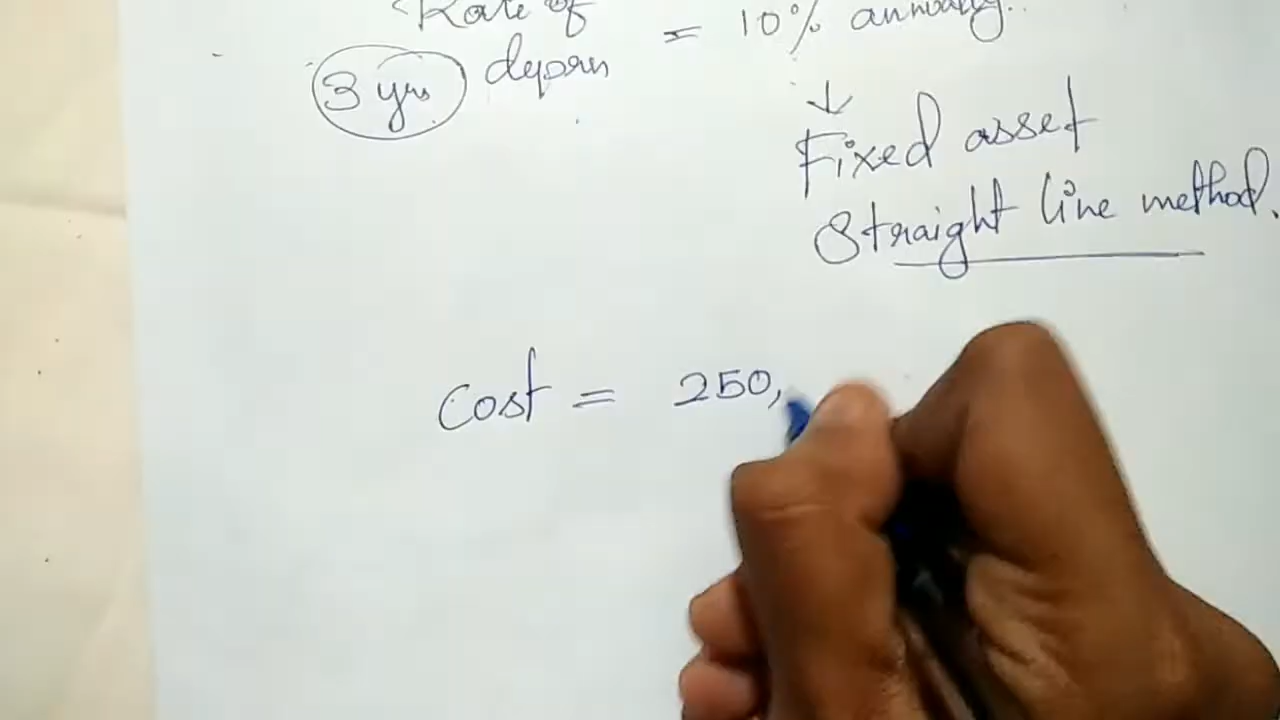 Rate of
deprn = 10% annually.
3 yrs
↓
Fixed asset
Straight line method.
Cost = 250,